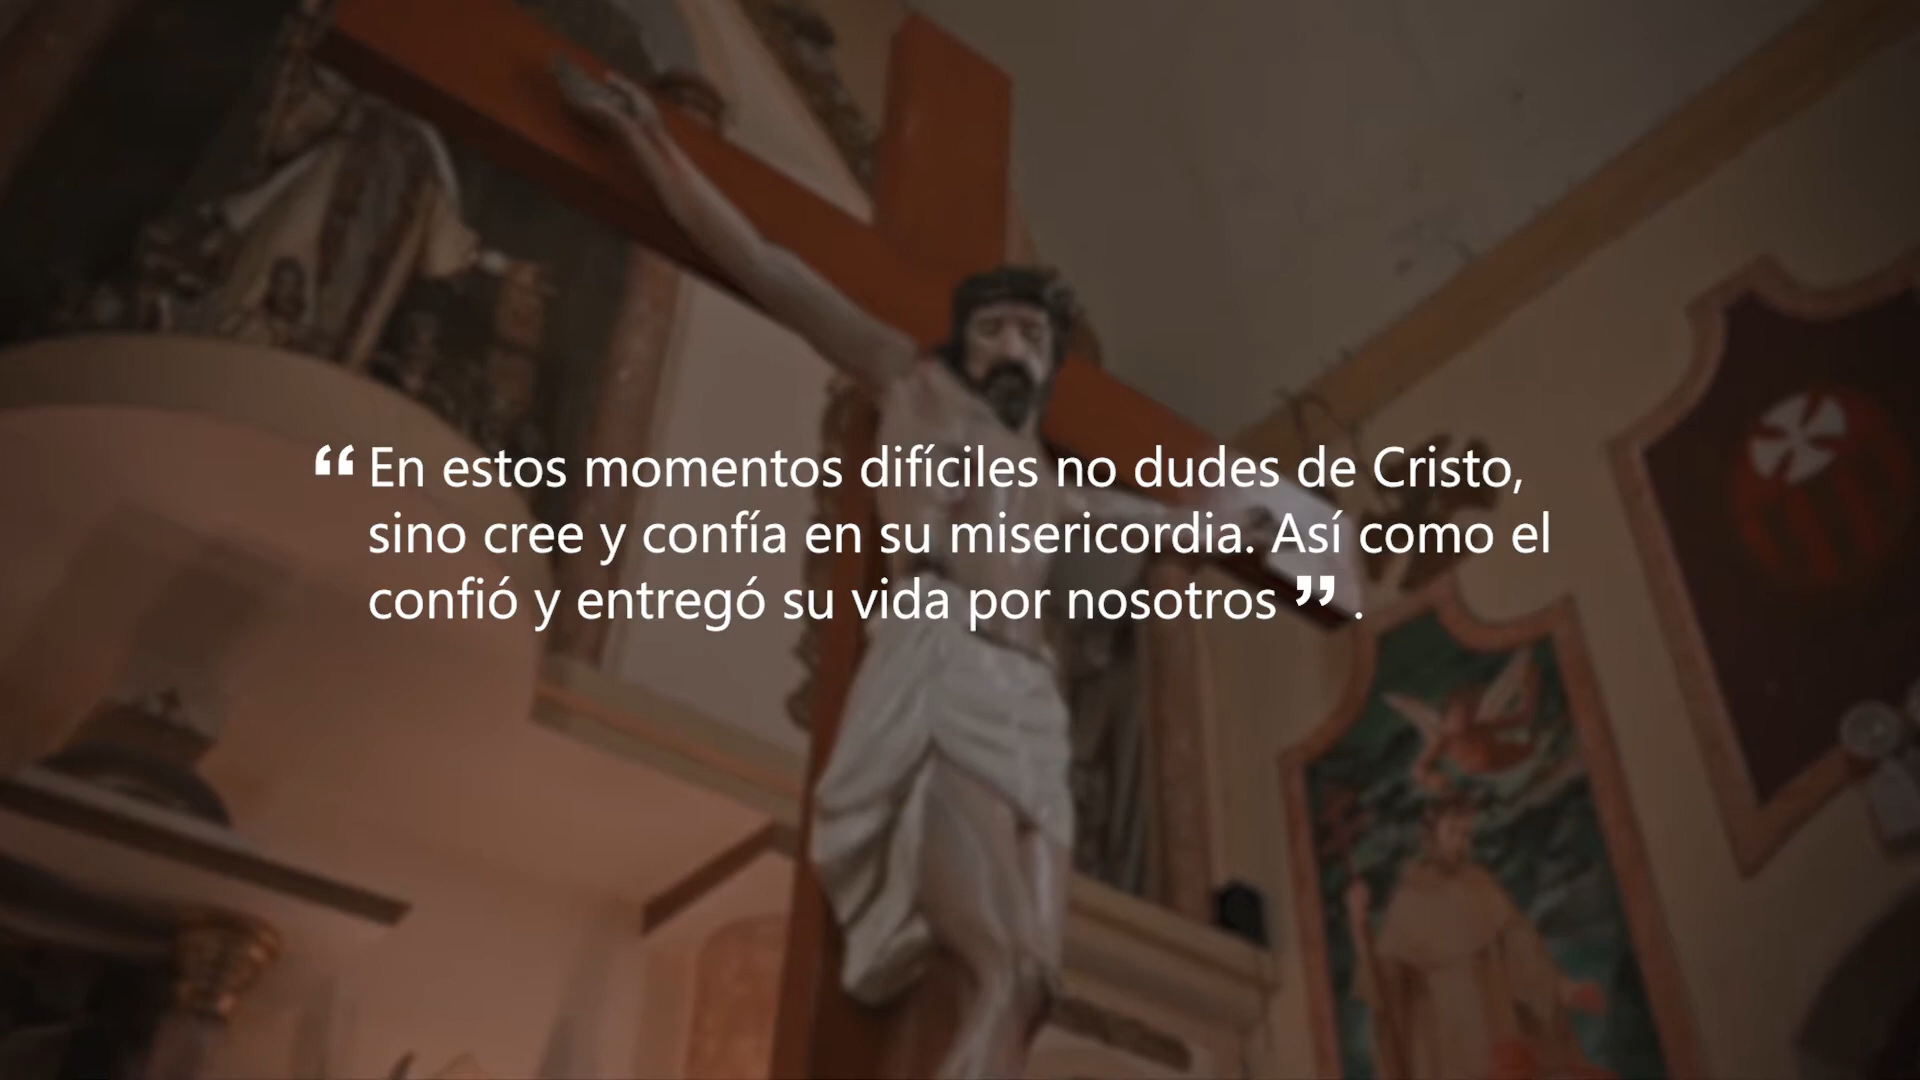 “En estos momentos difíciles no dudes de Cristo,
sino cree y confía en su misericordia. Así como el
confió y entregó su vida por nosotros ”.